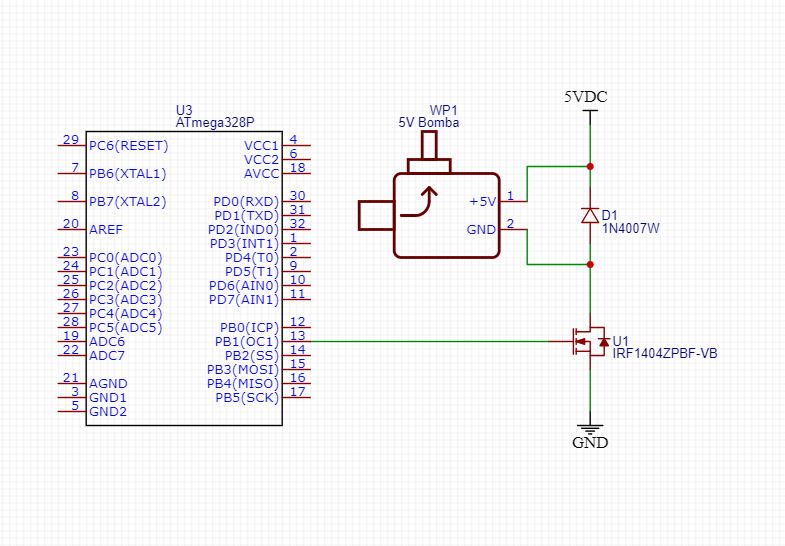 U3
ATmega328P
29 PC6(RESET)
7 PB6(XTAL1)
8 PB7(XTAL2)
20 AREF
23 PC0(ADC0)
24 PC1(ADC1)
25 PC2(ADC2)
26 PC3(ADC3)
27 PC4(ADC4)
28 PC5(ADC5)
19 ADC6
22 ADC7
21 AGND
3 GND1
5 GND2
VCC1 4
VCC2 6
AVCC 18
PD0(RXD) 30
PD1(TXD) 31
PD2(IND0) 32
PD3(INT1) 1
PD4(T0) 2
PD5(T1) 9
PD6(AIN0) 10
PD7(AIN1) 11
PB0(ICP) 12
PB1(OC1) 13
PB2(SS) 14
PB3(MOSI) 15
PB4(MISO) 16
PB5(SCK) 17
WP1
5V Bomba
+5V 1
GND 2
5VDC
D1
1N4007W
U1
IRF1404ZPBF-VB
GND